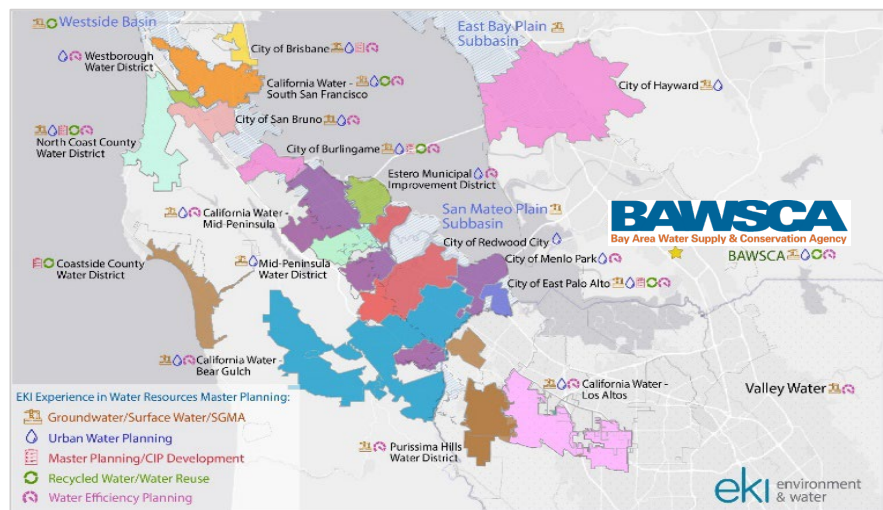 Westside Basin
East Bay Plain
Subbasin
City of Brisbane
Westborough
Water District
California Water -
South San Francisco
City of Hayward
City of San Bruno
North Coast County
Water District
City of Burlingame
Estero Municipal
Improvement District
San Mateo Plain
Subbasin
California Water -
Mid-Peninsula
BAWSCA
Bay Area Water Supply & Conservation Agency
City of Redwood City
Mid-Peninsula
Water District
City of Menlo Park
BAWSCA
Coastside County
Water District
City of East Palo Alto
California Water -
Bear Gulch
California Water -
Los Altos
Valley Water
EKI Experience in Water Resources Master Planning:
Groundwater/Surface Water/SGMA
Urban Water Planning
Master Planning/CIP Development
Recycled Water/Water Reuse
Water Efficiency Planning
Purissima Hills
Water District
eki environment
& water